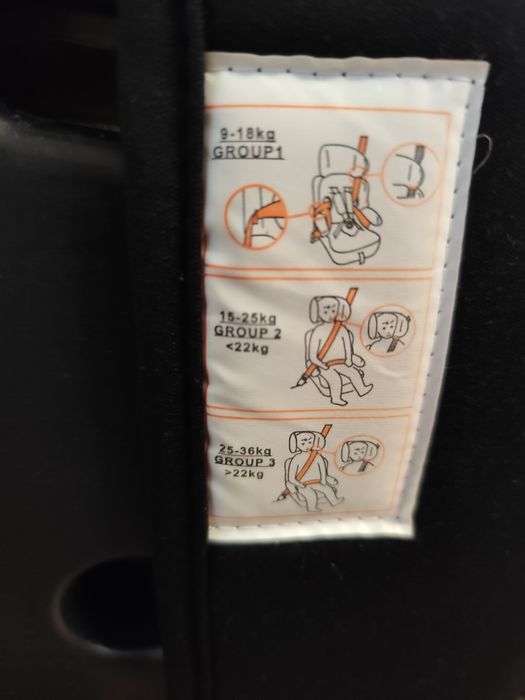 9-18kg
GROUP1
15-25kg
GROUP 2
<22kg
25-36kg
GROUP 3
>22kg